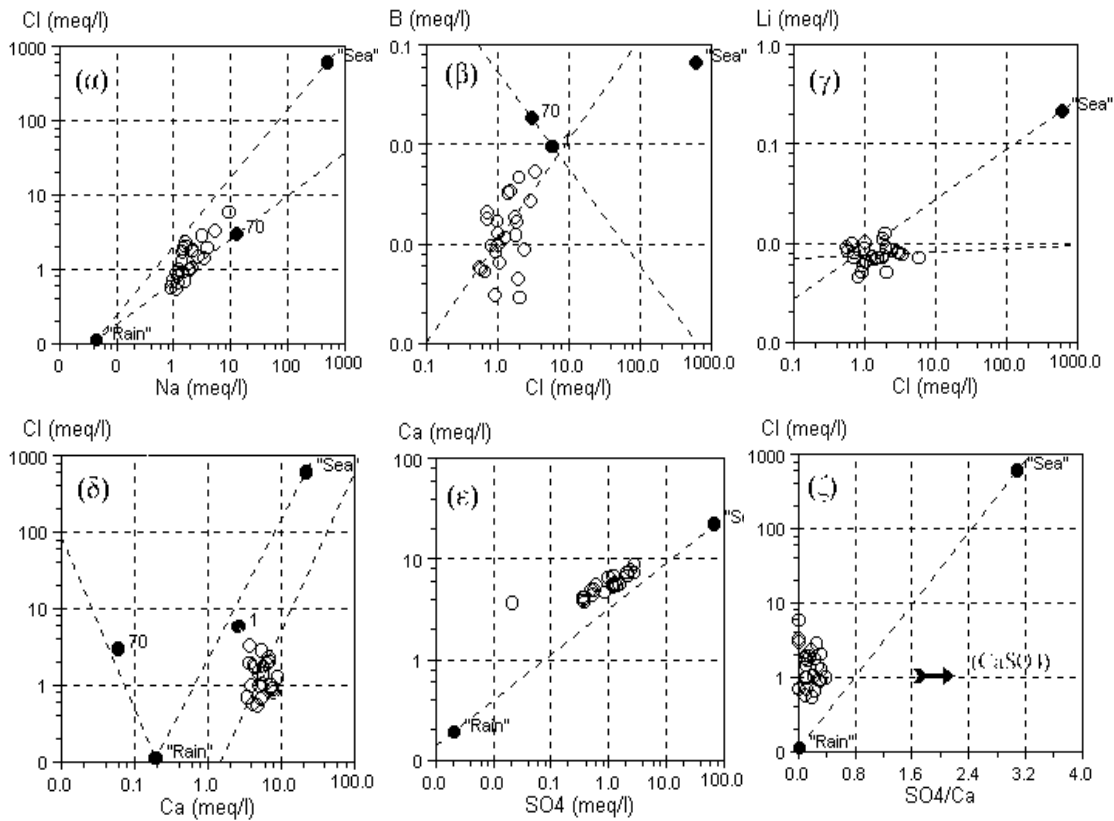 Cl (meq/l)
1000
100
10
1
0
(α)
"Sea"
70
"Rain"
0 0 1.0 10.0 100.0 1000
Na (meq/l)
B (meq/l)
0.1
0.0
0.0
0.0
(β)
70
"Sea"
0.1 1.0 10.0 100.0 1000.0
Cl (meq/l)
Li (meq/l)
1.0
0.1
0.0
0.0
(γ)
"Sea"
0.1 1.0 10.0 100.0 1000.0
Cl (meq/l)
Cl (meq/l)
1000
100
10
1
0
(δ)
"Sea"
70
1
"Rain"
0.0 0.1 1.0 10.0 100.0
Ca (meq/l)
Ca (meq/l)
100
10
1
0
(ε)
"Rain"
0.0 0.0 0.1 1.0 10.0 100.0
SO4 (meq/l)
Cl (meq/l)
1000
100
10
1
0
(ζ)
"Sea"
(CaSO4)
"Rain"
0.0 0.8 1.6 2.4 3.2 4.0
SO4/Ca